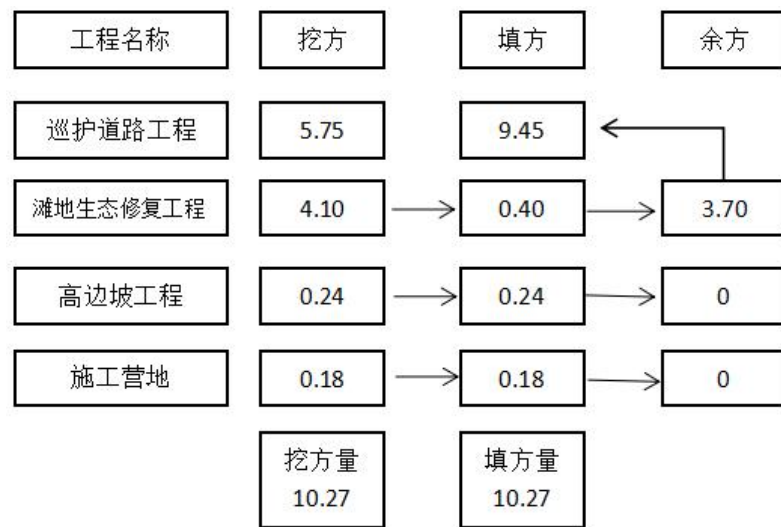 工程名称 挖方 填方 余方
巡护道路工程 5.75 9.45
滩地生态修复工程 4.10 0.40 3.70
高边坡工程 0.24 0.24 0
施工营地 0.18 0.18 0
挖方量 填方量
10.27 10.27